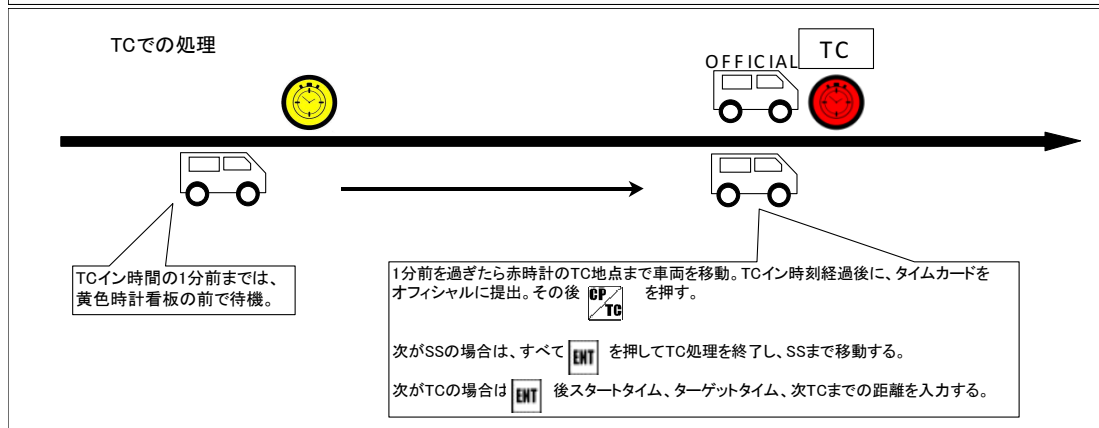 TCでの処理
OFFICIAL
TC
TCイン時間の1分前までは、
黄色時計看板の前で待機。
1分前を過ぎたら赤時計のTC地点まで車両を移動。TCイン時刻経過後に、タイムカードを
オフィシャルに提出。その後 CP/TC を押す。
次がSSの場合は、すべて ENT を押してTC処理を終了し、SSまで移動する。
次がTCの場合は ENT 後スタートタイム、ターゲットタイム、次TCまでの距離を入力する。